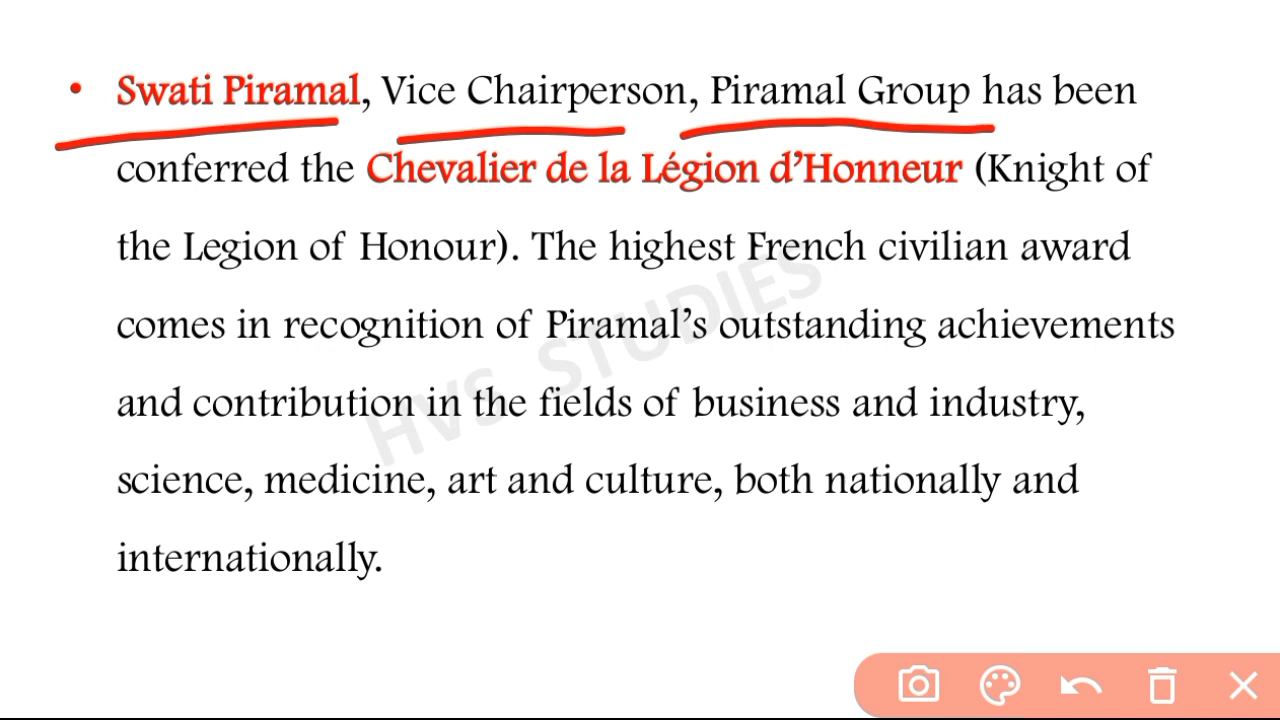 • Swati Piramal, Vice Chairperson, Piramal Group has been
conferred the Chevalier de la Légion d’Honneur (Knight of
the Legion of Honour). The highest French civilian award
comes in recognition of Piramal’s outstanding achievements
and contribution in the fields of business and industry,
science, medicine, art and culture, both nationally and
internationally.
HVS STUDIES